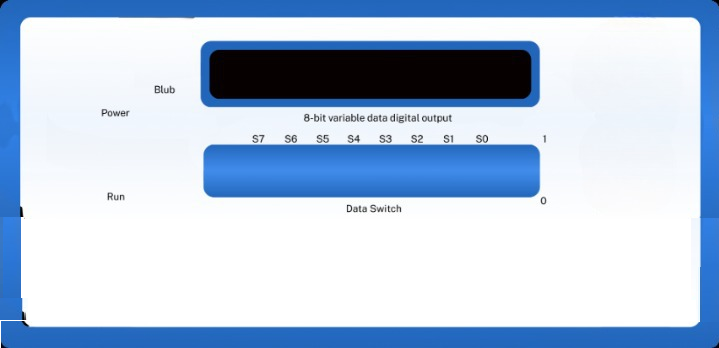 Blub
Power
8-bit variable data digital output
S7 S6 S5 S4 S3 S2 S1 S0 1
Run
0
Data Switch